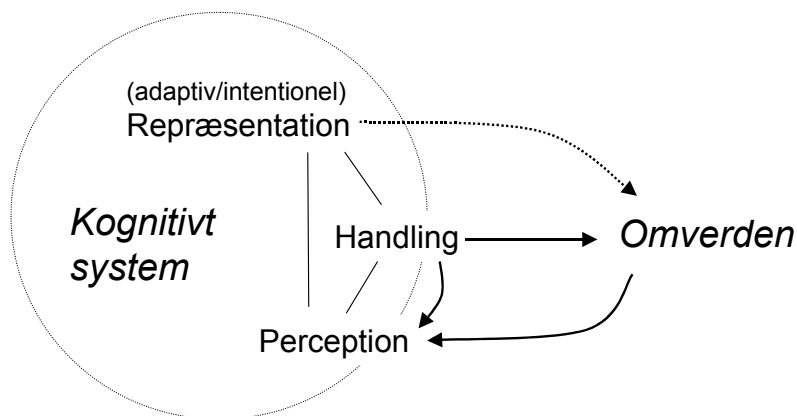 (adaptiv/intentionel)
Repræsentation
Kognitivt
system
Handling
Omverden
Perception